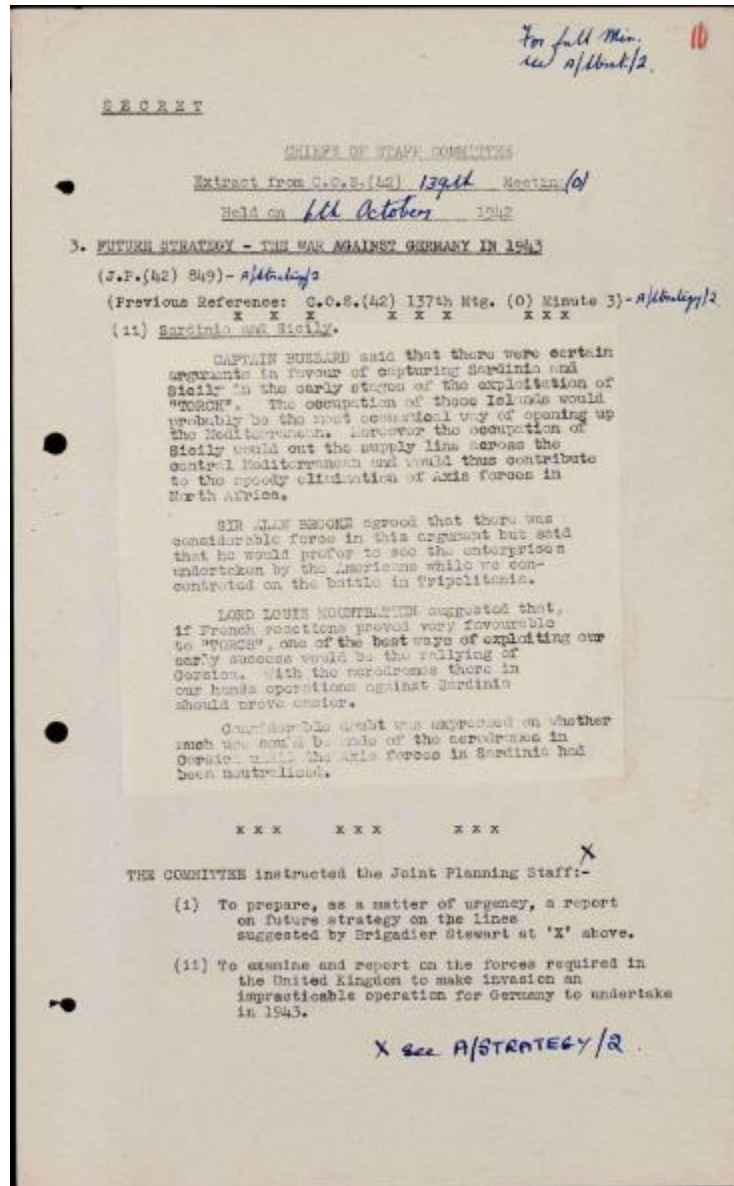 For full Min.
see A/Strat/2.
10
SECRET
CHIEFS OF STAFF COMMITTEE
Extract from C.O.S.(42) 139th Meeting (0)
Held on 6th October 1942
3. FUTURE STRATEGY - THE WAR AGAINST GERMANY IN 1943
(J.P.(42) 849) - A/Strategy/2
(Previous Reference: C.O.S.(42) 137th Mtg. (0) Minute 3) - A/Strategy/2
x x x x x x x x x
(ii) Sardinia and Sicily.
CAPTAIN BUZZARD said that there were certain
arguments in favour of capturing Sardinia and
Sicily in the early stages of the exploitation of
"TORCH". The occupation of these Islands would
probably be the most economical way of opening up
the Mediterranean. Moreover the occupation of
Sicily would cut the supply line across the
central Mediterranean and would thus contribute
to the speedy elimination of Axis forces in
North Africa.
SIR ALAN BROOKE agreed that there was
considerable force in this argument but said
that he would prefer to see the enterprises
undertaken by the Americans while we con-
centrated on the battle in Tripolitania.
LORD LOUIS MOUNTBATTEN suggested that,
if French reactions proved very favourable
to "TORCH", one of the best ways of exploiting our
early success would be the rallying of
Corsica. With the aerodromes there in
our hands operations against Sardinia
should prove easier.
Considerable doubt was expressed on whether
much use could be made of the aerodromes in
Corsica until the Axis forces in Sardinia had
been neutralised.
x x x x x x x x x
X
THE COMMITTEE instructed the Joint Planning Staff:-
(i) To prepare, as a matter of urgency, a report
on future strategy on the lines
suggested by Brigadier Stewart at 'X' above.
(ii) To examine and report on the forces required in
the United Kingdom to make invasion an
impracticable operation for Germany to undertake
in 1943.
X see A/STRATEGY/2.